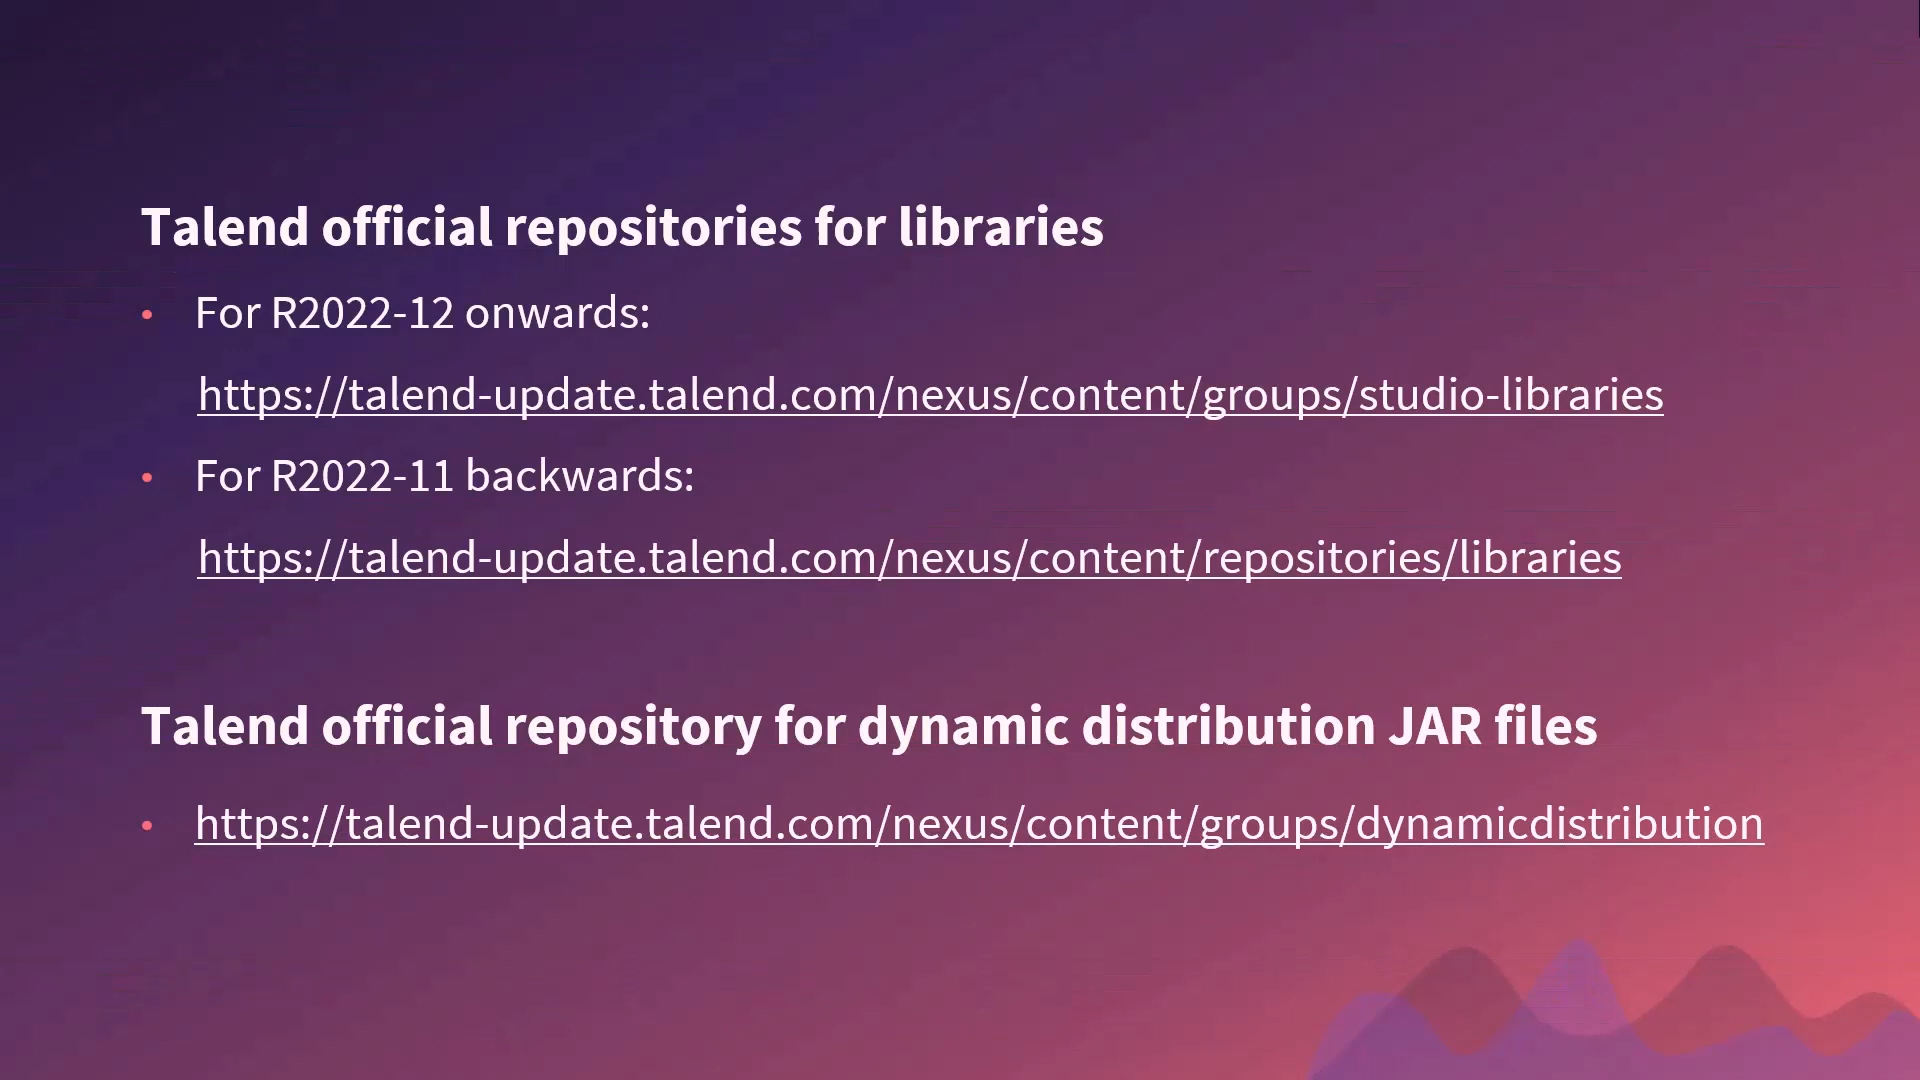 Talend official repositories for libraries
• For R2022-12 onwards:
https://talend-update.talend.com/nexus/content/groups/studio-libraries
• For R2022-11 backwards:
https://talend-update.talend.com/nexus/content/repositories/libraries
Talend official repository for dynamic distribution JAR files
• https://talend-update.talend.com/nexus/content/groups/dynamicdistribution